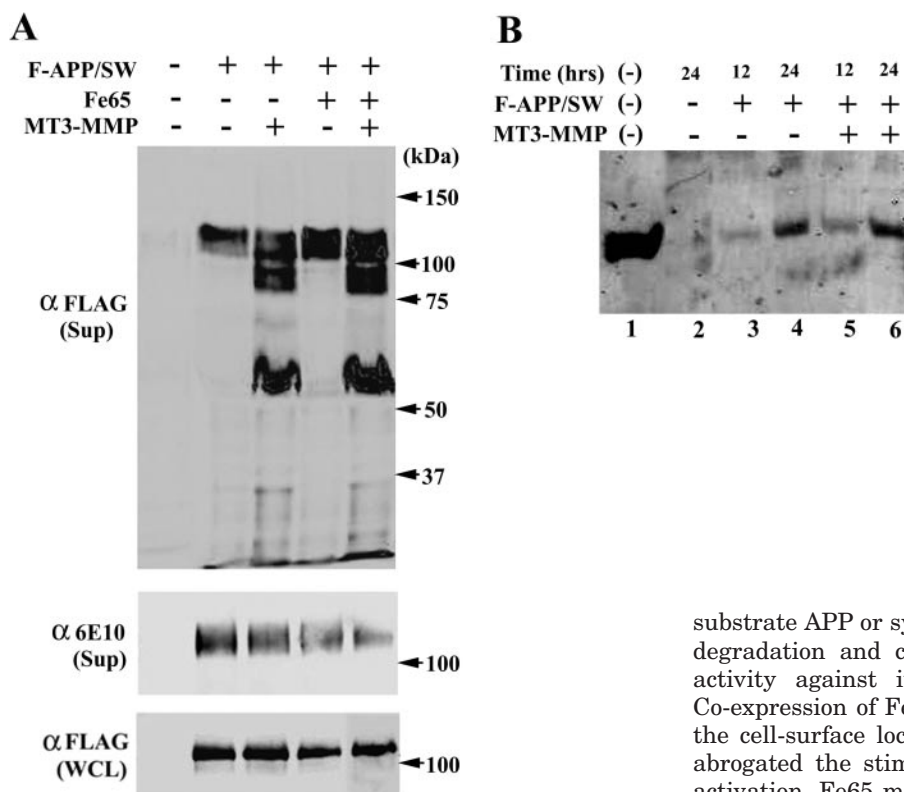 A
F-APP/SW - + + + +
Fe65 - - - + +
MT3-MMP - - + - +
(kDa)
150
100
75
50
37
α FLAG
(Sup)
α 6E10
(Sup)
100
α FLAG
(WCL)
100
B
Time (hrs) (-) 24 12 24 12 24
F-APP/SW (-) - + + + +
MT3-MMP (-) - - - + +
1 2 3 4 5 6
substrate APP or sy
degradation and c
activity against i
Co-expression of Fe
the cell-surface loc
abrogated the stim
activation. Fe65 m